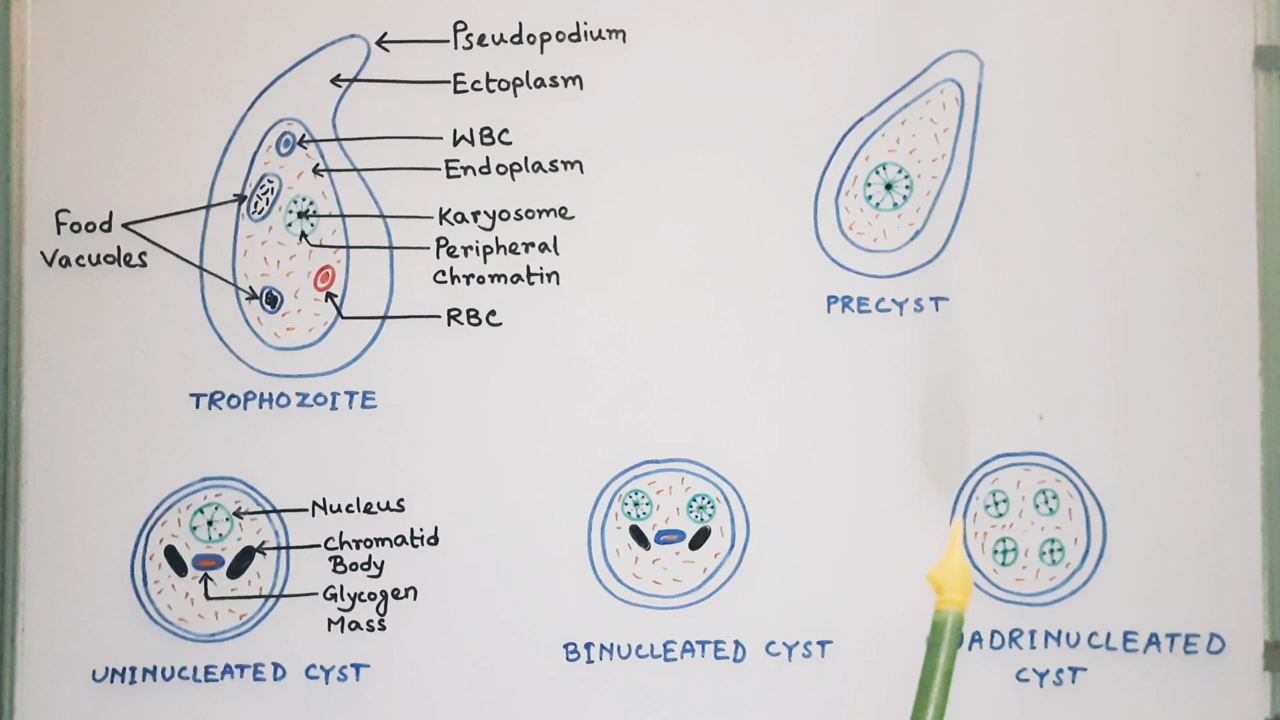 Pseudopodium
Ectoplasm
WBC
Endoplasm
Karyosome
Peripheral
chromatin
RBC
Food
Vacuoles
TROPHOZOITE
PRECYST
Nucleus
Chromatid
Body
Glycogen
Mass
UNINUCLEATED CYST
BINUCLEATED CYST
ADRINUCLEATED
CYST